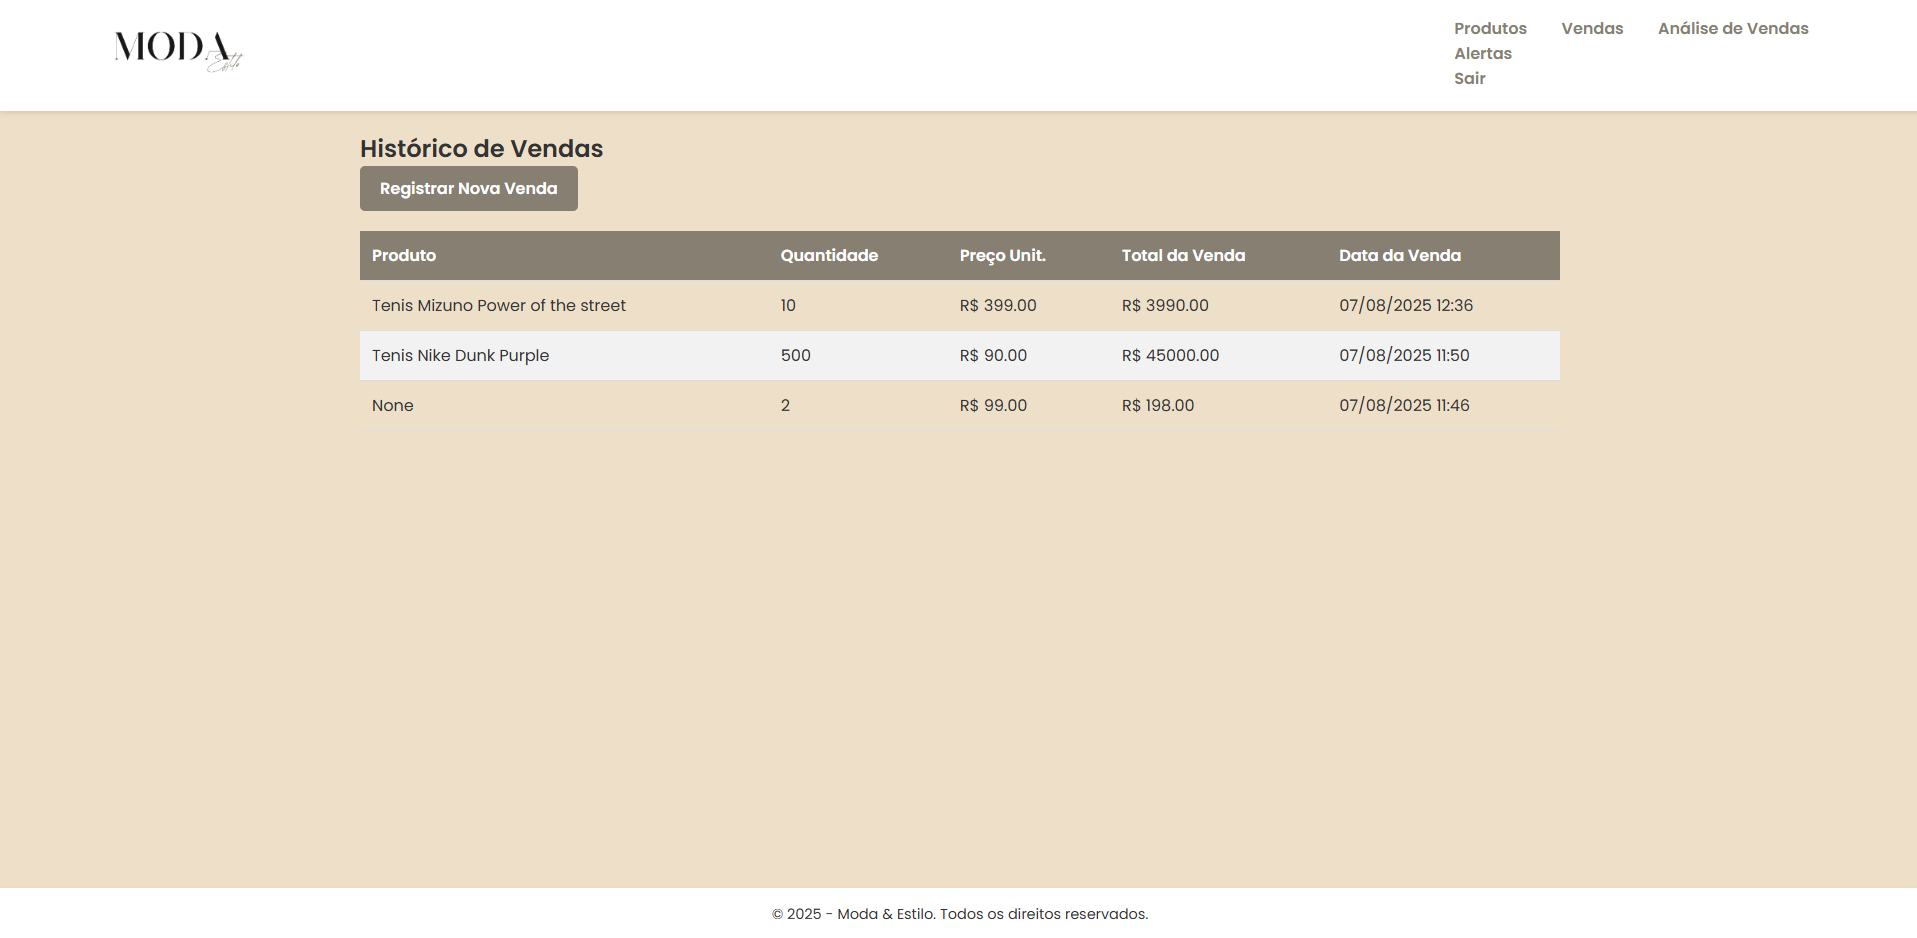 MODA
Estilo
Produtos Vendas Análise de Vendas
Alertas
Sair
Histórico de Vendas
Registrar Nova Venda
Produto Quantidade Preço Unit. Total da Venda Data da Venda
Tenis Mizuno Power of the street 10 R$ 399.00 R$ 3990.00 07/08/2025 12:36
Tenis Nike Dunk Purple 500 R$ 90.00 R$ 45000.00 07/08/2025 11:50
None 2 R$ 99.00 R$ 198.00 07/08/2025 11:46
© 2025 - Moda & Estilo. Todos os direitos reservados.